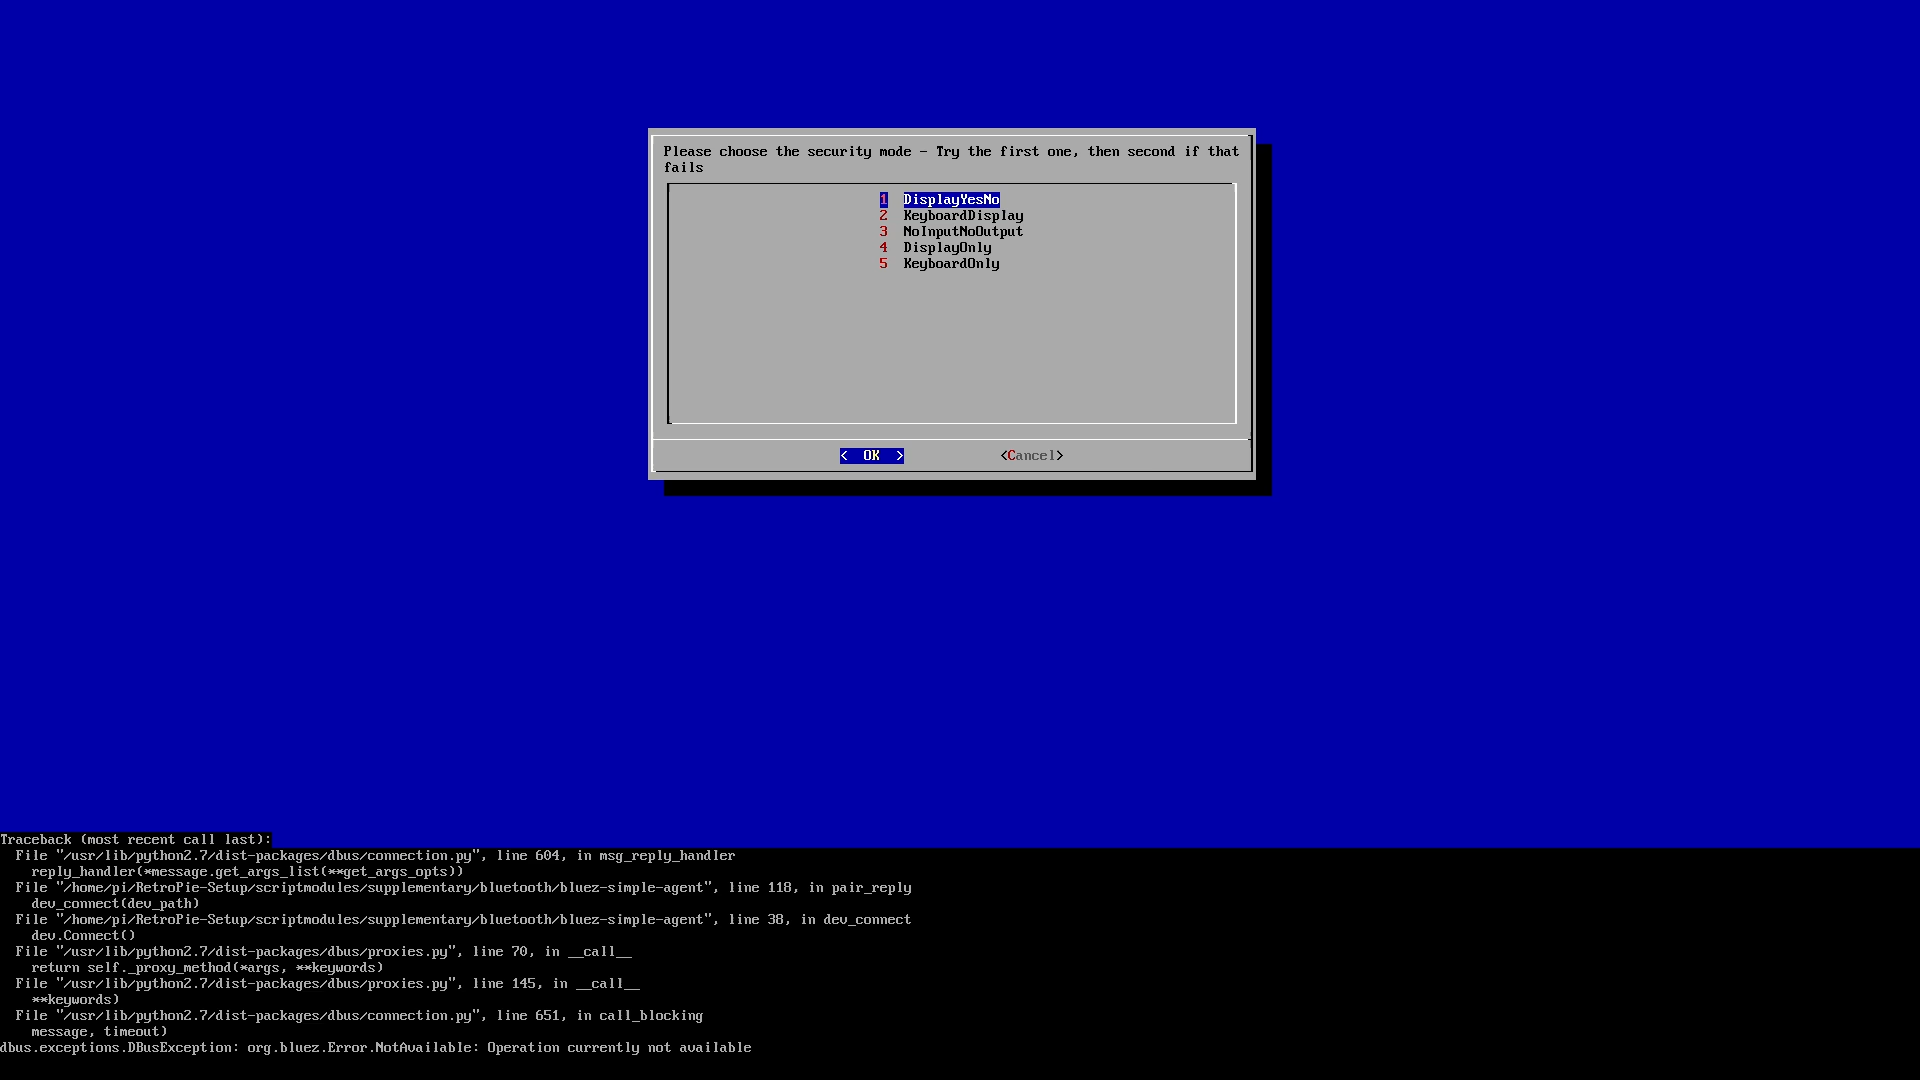 Please choose the security mode - Try the first one, then second if that
fails
1 DisplayYesNo
2 KeyboardDisplay
3 NoInputNoOutput
4 DisplayOnly
5 KeyboardOnly
< OK > <Cancel>
Traceback (most recent call last):
  File "/usr/lib/python2.7/dist-packages/dbus/connection.py", line 604, in msg_reply_handler
    reply_handler(*message.get_args_list(**get_args_opts))
  File "/home/pi/RetroPie-Setup/scriptmodules/supplementary/bluetooth/bluez-simple-agent", line 118, in pair_reply
    dev_connect(dev_path)
  File "/home/pi/RetroPie-Setup/scriptmodules/supplementary/bluetooth/bluez-simple-agent", line 38, in dev_connect
    dev.Connect()
  File "/usr/lib/python2.7/dist-packages/dbus/proxies.py", line 70, in __call__
    return self._proxy_method(*args, **keywords)
  File "/usr/lib/python2.7/dist-packages/dbus/proxies.py", line 145, in __call__
    **keywords)
  File "/usr/lib/python2.7/dist-packages/dbus/connection.py", line 651, in call_blocking
    message, timeout)
dbus.exceptions.DBusException: org.bluez.Error.NotAvailable: Operation currently not available